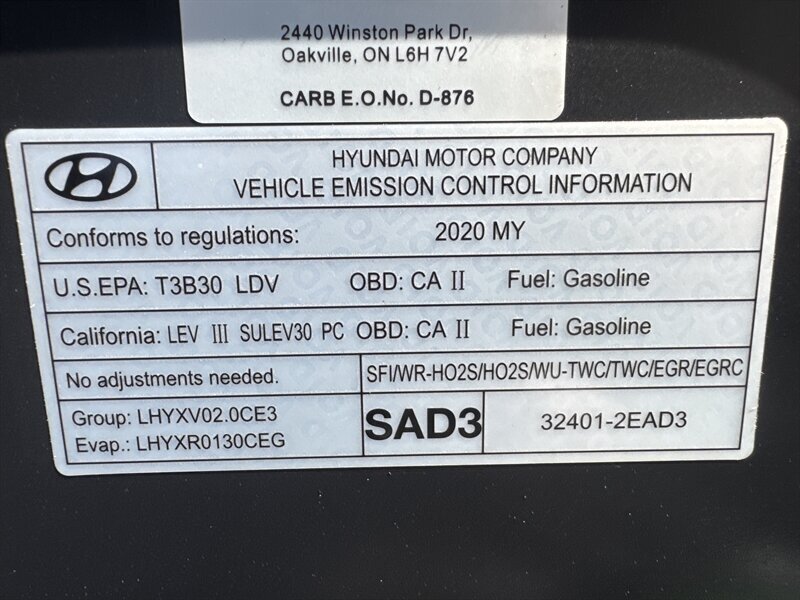 2440 Winston Park Dr,
Oakville, ON L6H 7V2
CARB E.O.No. D-876
HYUNDAI MOTOR COMPANY
VEHICLE EMISSION CONTROL INFORMATION
Conforms to regulations: 2020 MY
U.S.EPA: T3B30 LDV OBD: CA II Fuel: Gasoline
California: LEV III SULEV30 PC OBD: CA II Fuel: Gasoline
No adjustments needed. SFI/WR-HO2S/HO2S/WU-TWC/TWC/EGR/EGRC
Group: LHYXV02.0CE3
Evap.: LHYXR0130CEG
SAD3
32401-2EAD3